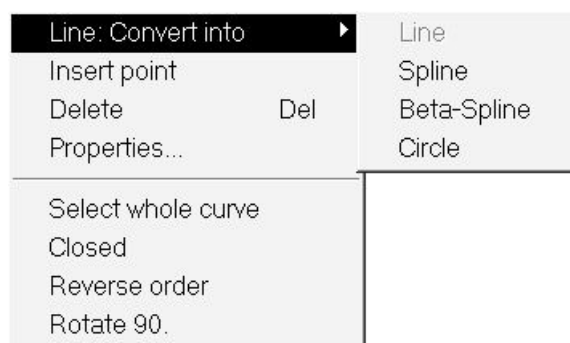 Line: Convert into
Insert point
Delete Del
Properties...
Select whole curve
Closed
Reverse order
Rotate 90.
Line
Spline
Beta-Spline
Circle